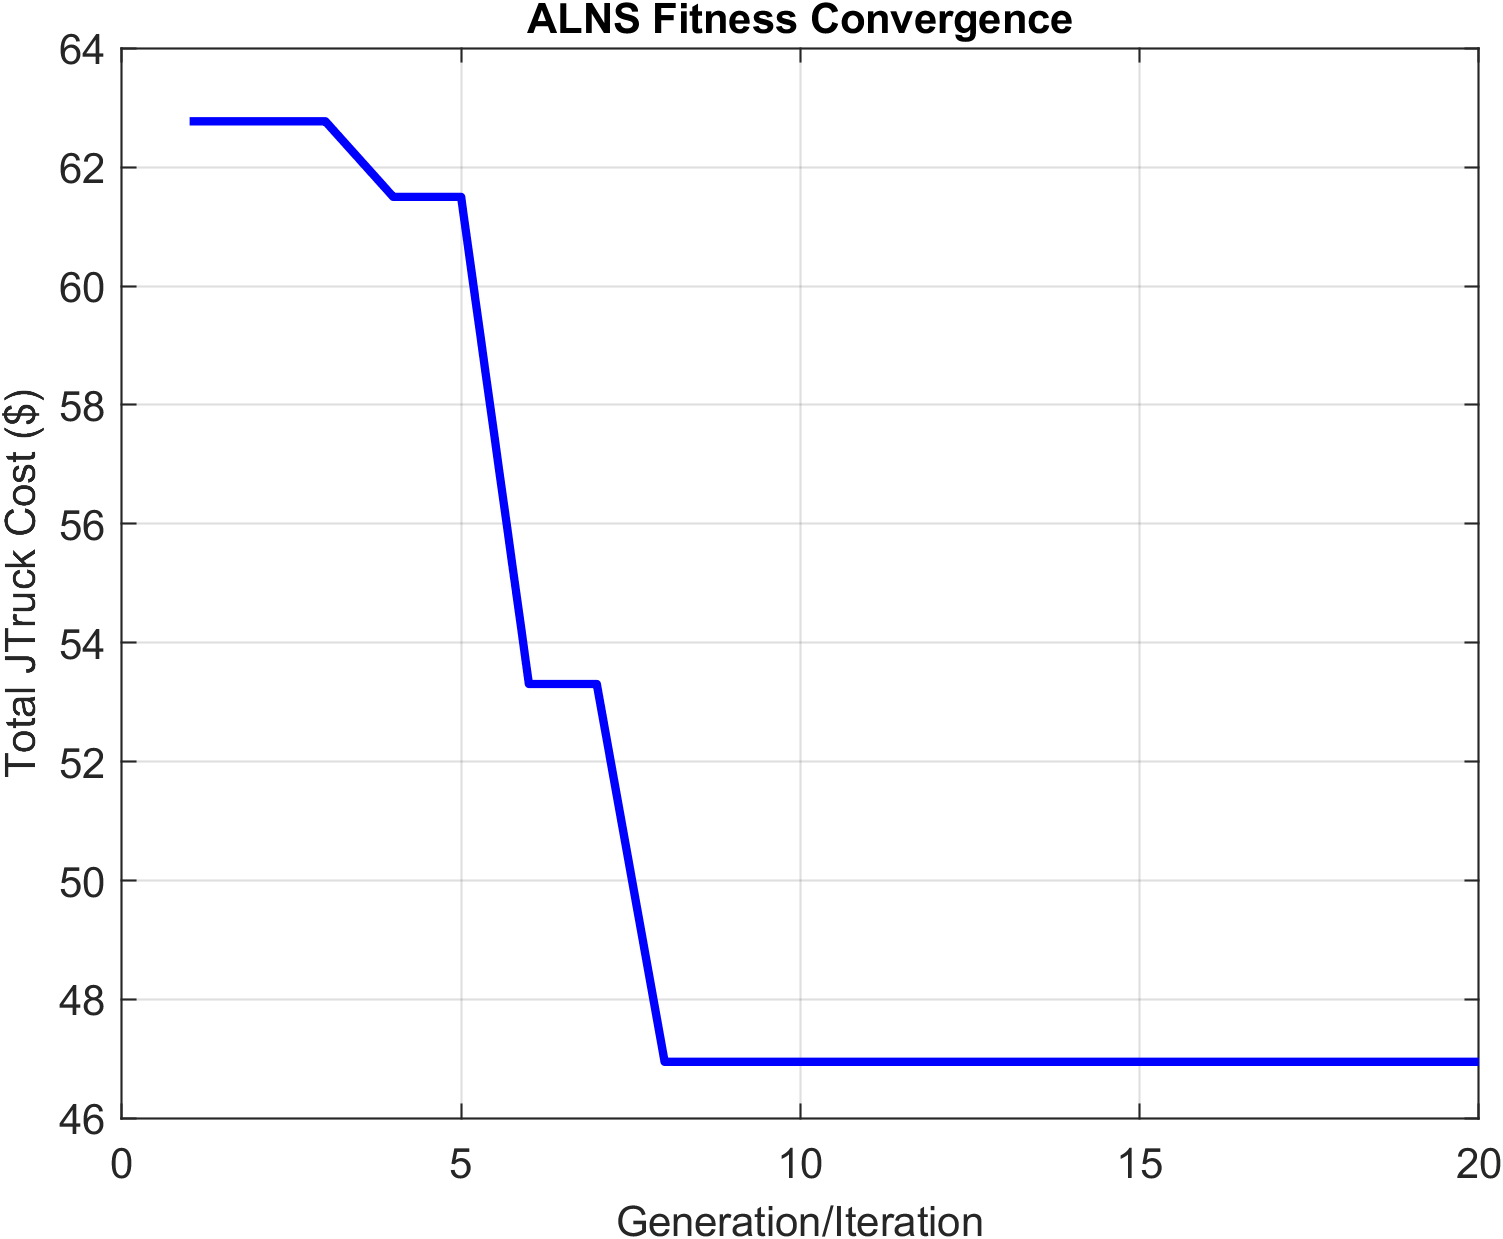 ALNS Fitness Convergence
64
62
60
58
56
54
52
50
48
46
Total JTruck Cost ($)
0 5 10 15 20
Generation/Iteration